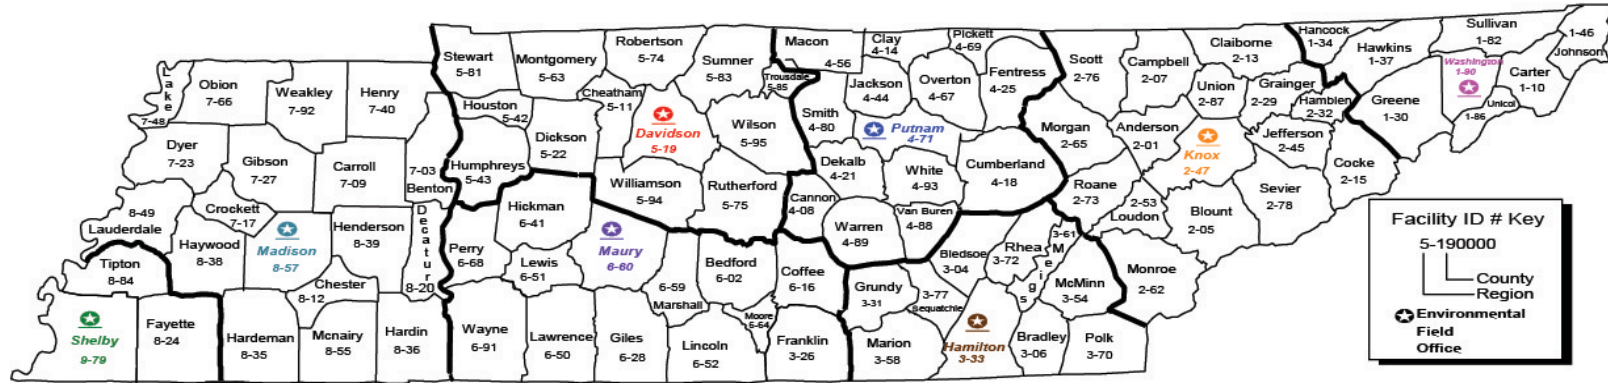 Lake
7-48
Obion
7-66
Weakley
7-92
Henry
7-40
Dyer
7-23
Gibson
7-27
Carroll
7-09
7-03
Benton
8-49
Lauderdale
Crockett
7-17
Haywood
8-38
Madison
8-57
Henderson
8-39
Decatur
8-20
Tipton
8-84
Chester
8-12
Shelby
9-79
Fayette
8-24
Hardeman
8-35
Mcnairy
8-55
Hardin
8-36
Stewart
5-81
Montgomery
5-63
Robertson
5-74
Sumner
5-83
Trousdale
5-85
Houston
5-42
Cheatham
5-11
Dickson
5-22
Davidson
5-19
Wilson
5-95
Humphreys
5-43
Williamson
5-94
Rutherford
5-75
Hickman
6-41
Perry
6-68
Lewis
6-51
Maury
6-60
6-59
Marshall
Bedford
6-02
Coffee
6-16
Moore
6-64
Wayne
6-91
Lawrence
6-50
Giles
6-28
Lincoln
6-52
Franklin
3-26
Macon
4-56
Clay
4-14
Pickett
4-69
Jackson
4-44
Overton
4-67
Fentress
4-25
Smith
4-80
Putnam
4-71
Dekalb
4-21
White
4-93
Cumberland
4-18
Cannon
4-08
Warren
4-89
Van Buren
4-88
Grundy
3-31
3-77
Sequatchie
Bledsoe
3-04
Rhea
3-72
3-61
Meigs
McMinn
3-54
Marion
3-58
Hamilton
3-33
Bradley
3-06
Polk
3-70
Scott
2-76
Campbell
2-07
Claiborne
2-13
Union
2-87
Grainger
2-29
Hamblen
2-32
Morgan
2-65
Anderson
2-01
Knox
2-47
Jefferson
2-45
Cocke
2-15
Roane
2-73
2-53
Loudon
Blount
2-05
Sevier
2-78
Monroe
2-62
Hancock
1-34
Hawkins
1-37
Sullivan
1-82
1-46
Johnson
Washington
1-90
Carter
1-10
Greene
1-30
Unicoi
1-86
Facility ID # Key
5-190000
County
Region
Environmental
Field
Office